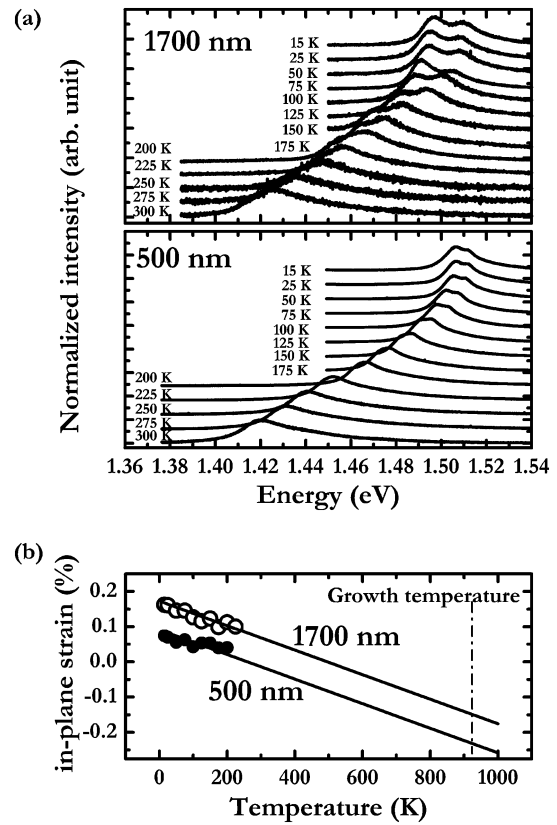 (a)
1700 nm
15 K
25 K
50 K
75 K
100 K
125 K
150 K
175 K
200 K
225 K
250 K
275 K
300 K
500 nm
15 K
25 K
50 K
75 K
100 K
125 K
150 K
175 K
200 K
225 K
250 K
275 K
300 K
Normalized intensity (arb. unit)
1.36 1.38 1.40 1.42 1.44 1.46 1.48 1.50 1.52 1.54
Energy (eV)
(b)
in-plane strain (%)
0.2
0.1
0.0
-0.1
-0.2
Growth temperature
1700 nm
500 nm
0 200 400 600 800 1000
Temperature (K)